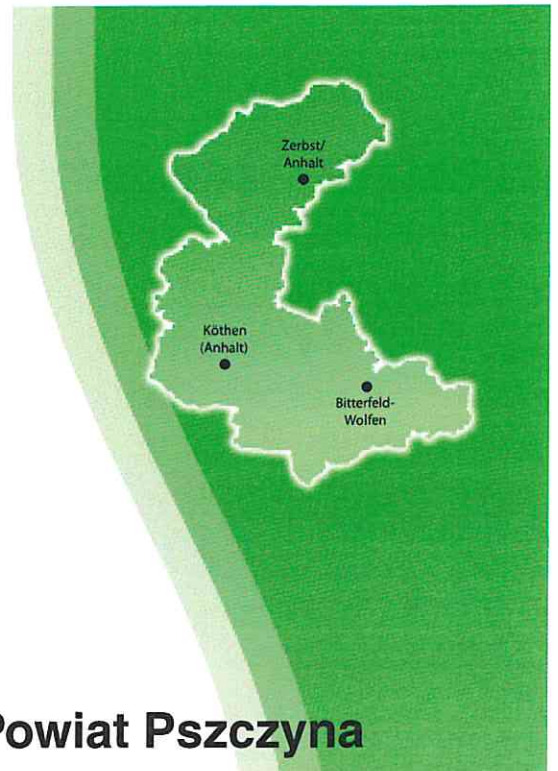 Zerbst/
Anhalt
Köthen
(Anhalt)
Bitterfeld-
Wolfen
Powiat Pszczyna